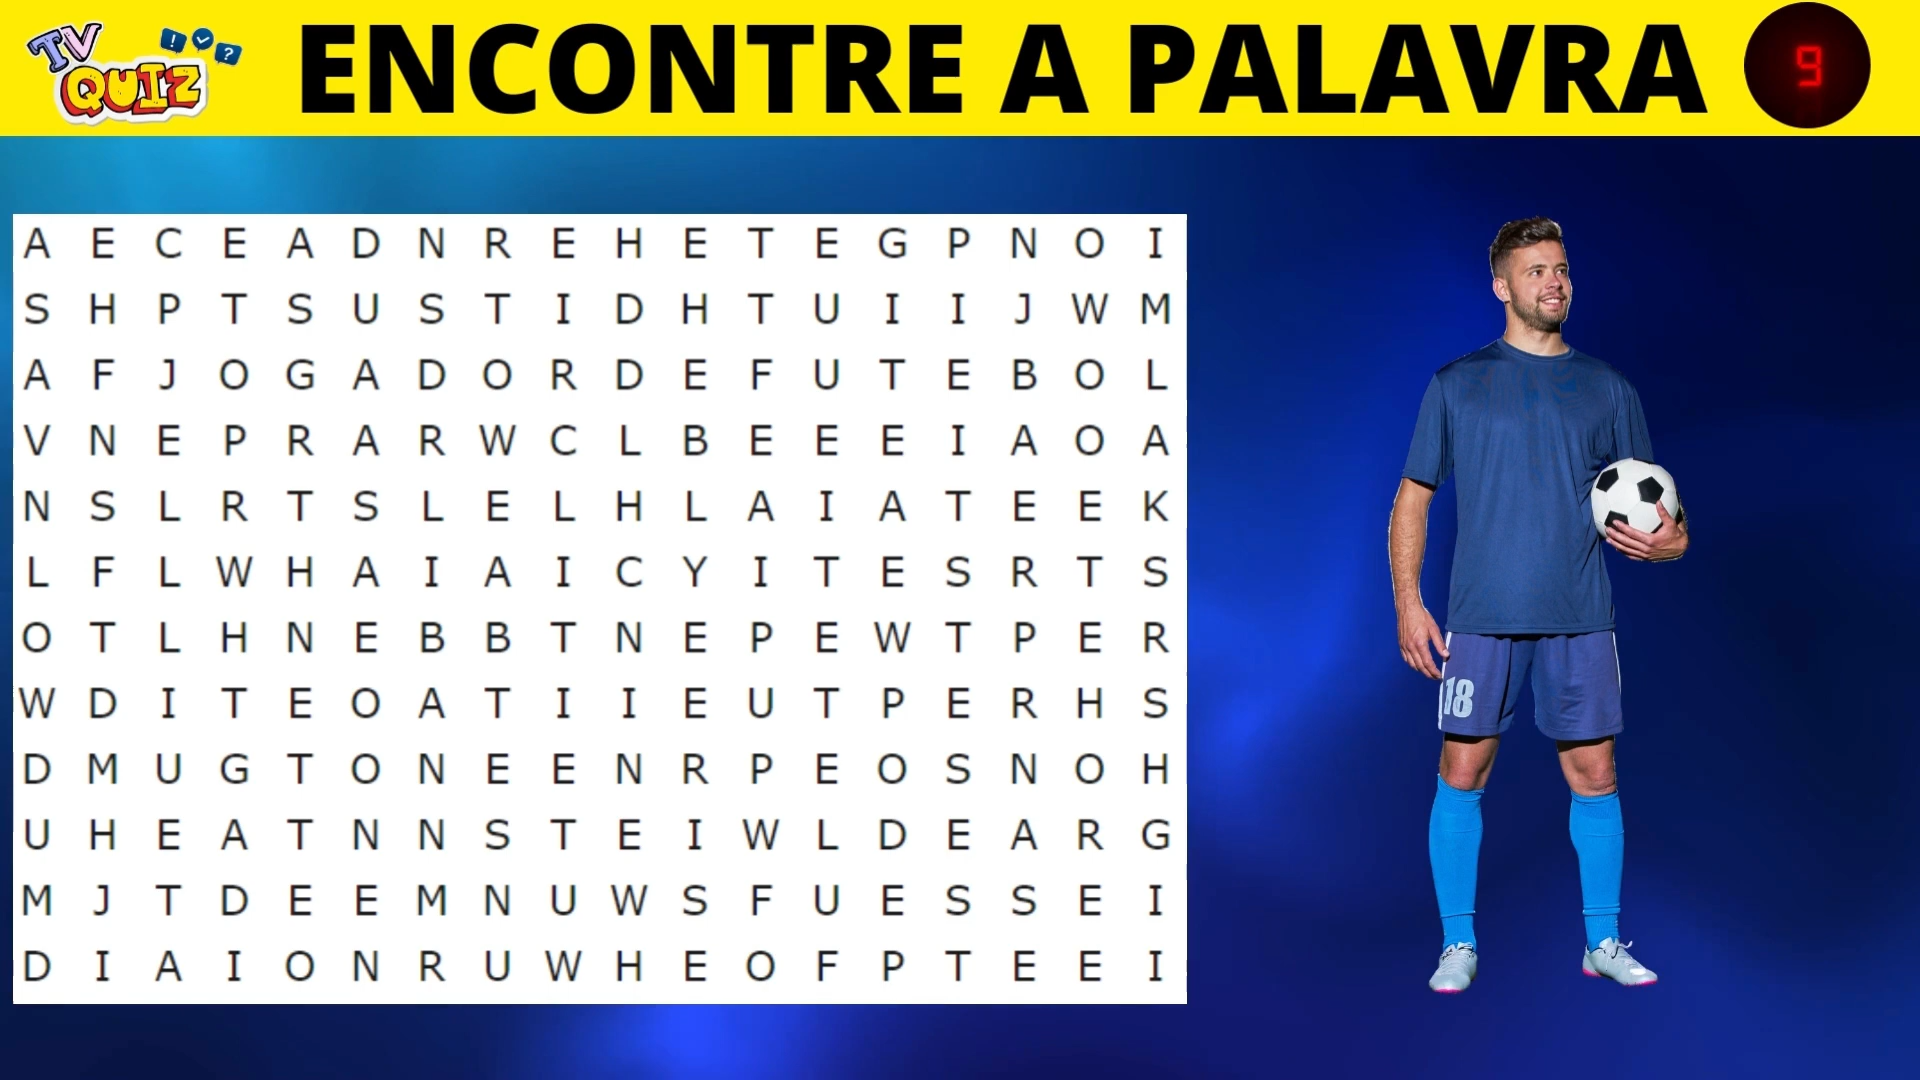 TV QUIZ ! ?
ENCONTRE A PALAVRA 9
A E C E A D N R E H E T E G P N O I
S H P T S U S T I D H T U I I J W M
A F J O G A D O R D E F U T E B O L
V N E P R A R W C L B E E E I A O A
N S L R T S L E L H L A I A T E E K
L F L W H A I A I C Y I T E S R T S
O T L H N E B B T N E P E W T P E R
W D I T E O A T I I E U T P E R H S
D M U G T O N E E N R P E O S N O H
U H E A T N N S T E I W L D E A R G
M J T D E E M N U W S F U E S S E I
D I A I O N R U W H E O F P T E E I
18